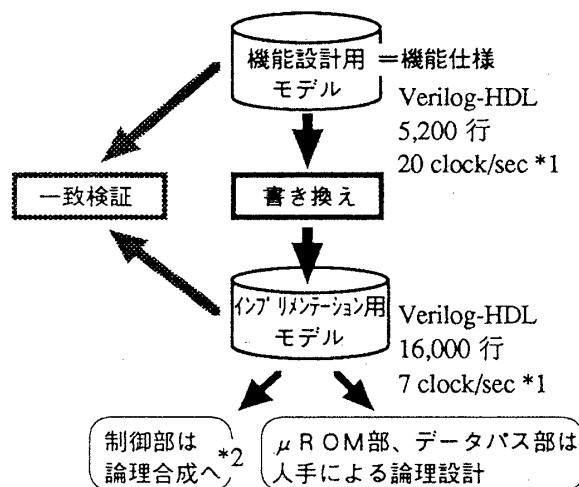 機能設計用
モデル
＝機能仕様
Verilog-HDL
5,200 行
20 clock/sec *1
一致検証
書き換え
インプリメンテーション用
モデル
Verilog-HDL
16,000 行
7 clock/sec *1
制御部は
論理合成へ*2
μＲＯＭ部、データパス部は
人手による論理設計